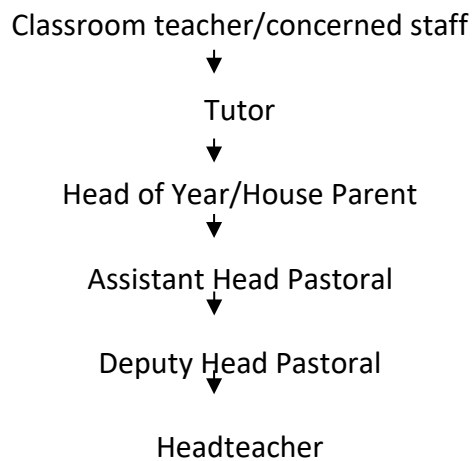 Classroom teacher/concerned staff
Tutor
Head of Year/House Parent
Assistant Head Pastoral
Deputy Head Pastoral
Headteacher